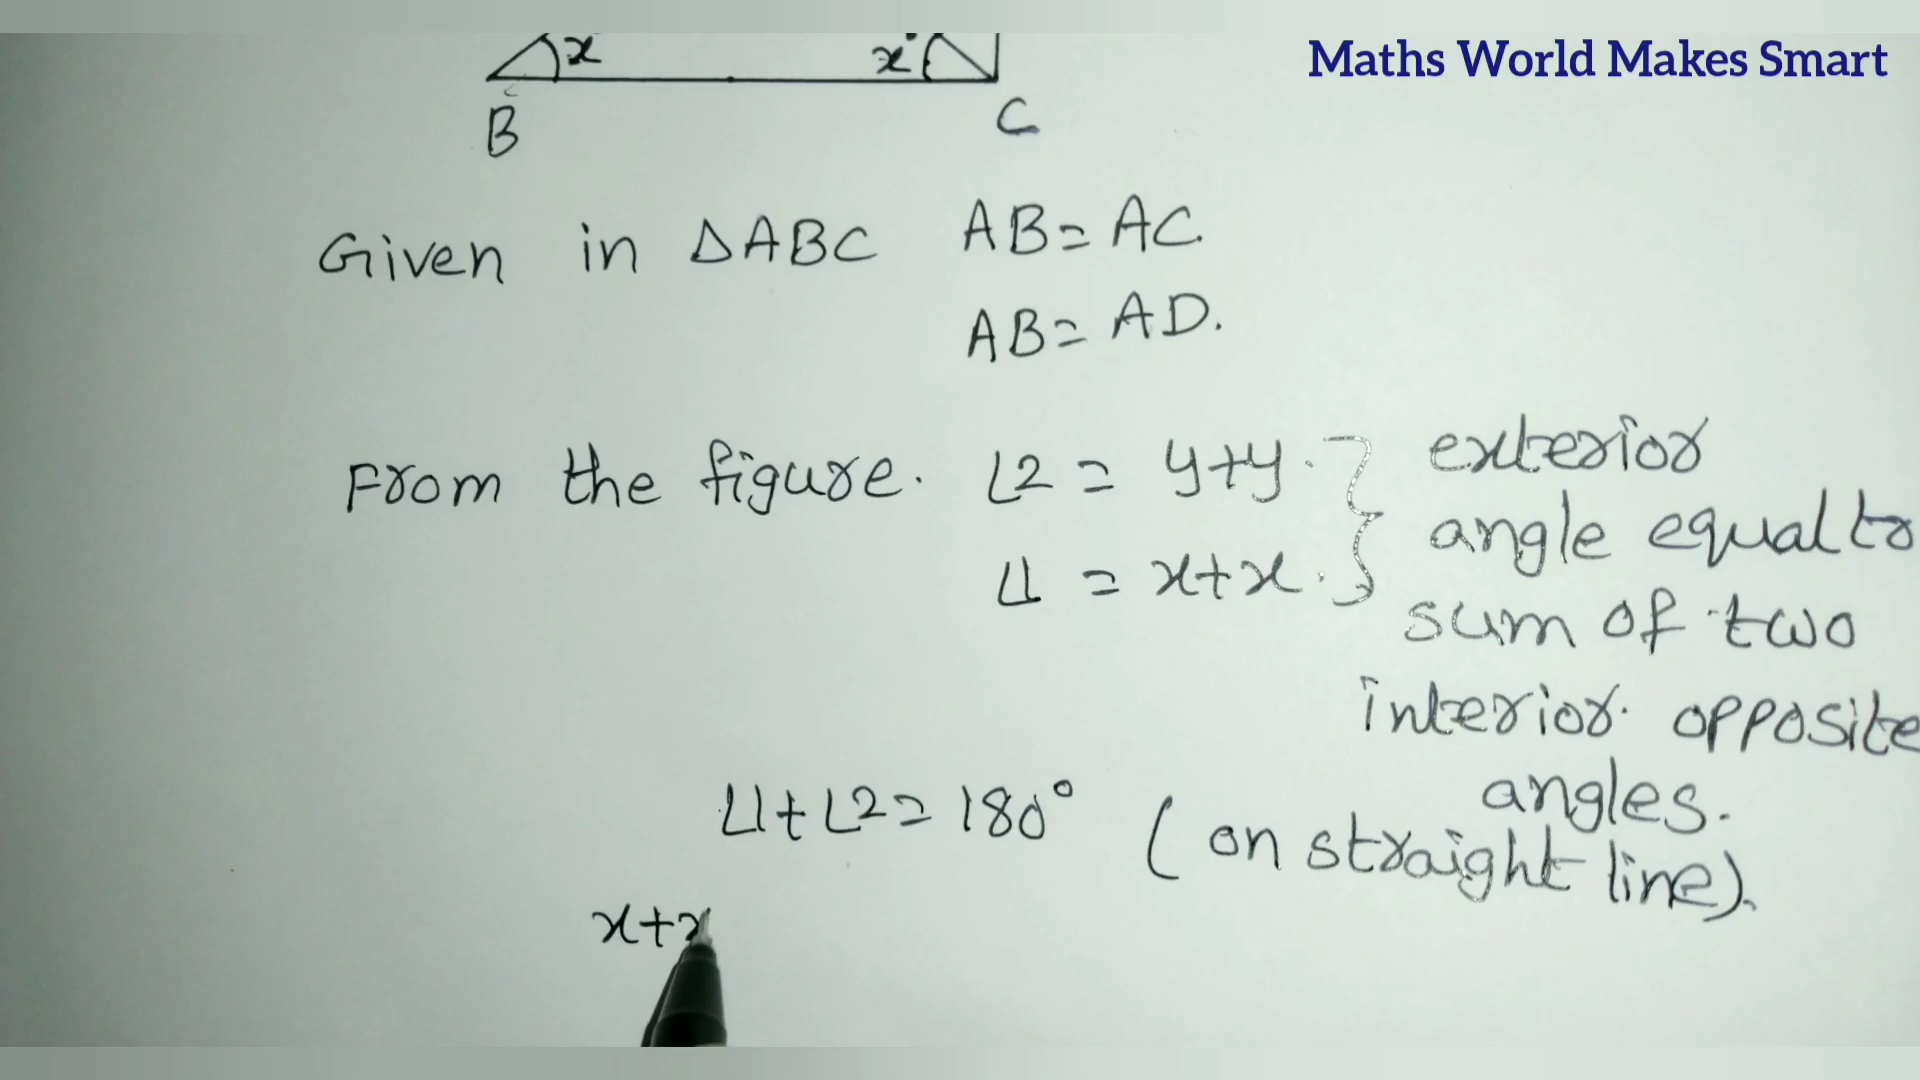 Maths World Makes Smart
x x°
B C
Given in △ABC AB = AC.
AB = AD.
From the figure. ∠2 = y+y. } exterior
angle equal to
∠1 = x+x.
sum of two
interior opposite
angles.
∠1+∠2 = 180° (on straight line).
x+x